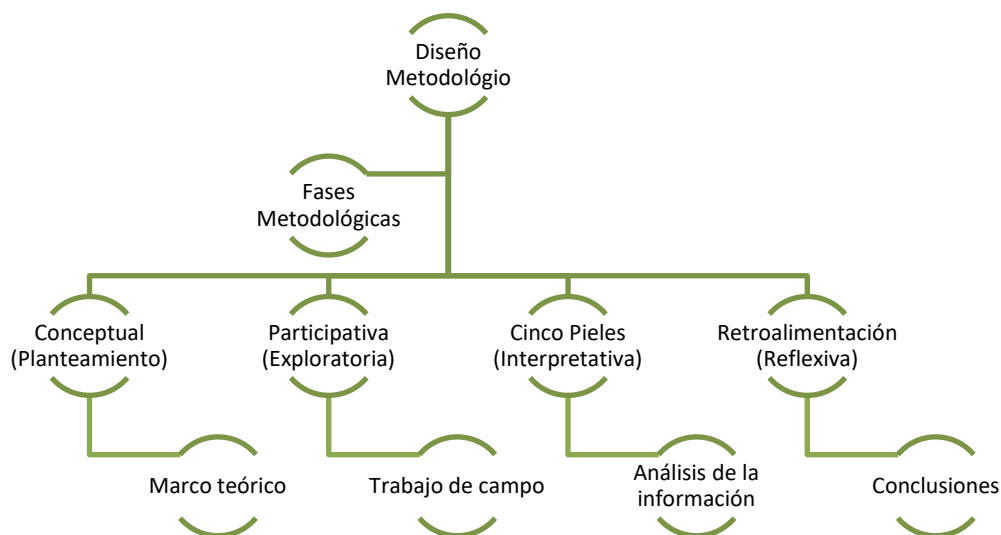 Diseño
Metodológio
Fases
Metodológicas
Conceptual
(Planteamiento)
Participativa
(Exploratoria)
Cinco Pieles
(Interpretativa)
Retroalimentación
(Reflexiva)
Marco teórico
Trabajo de campo
Análisis de la
información
Conclusiones